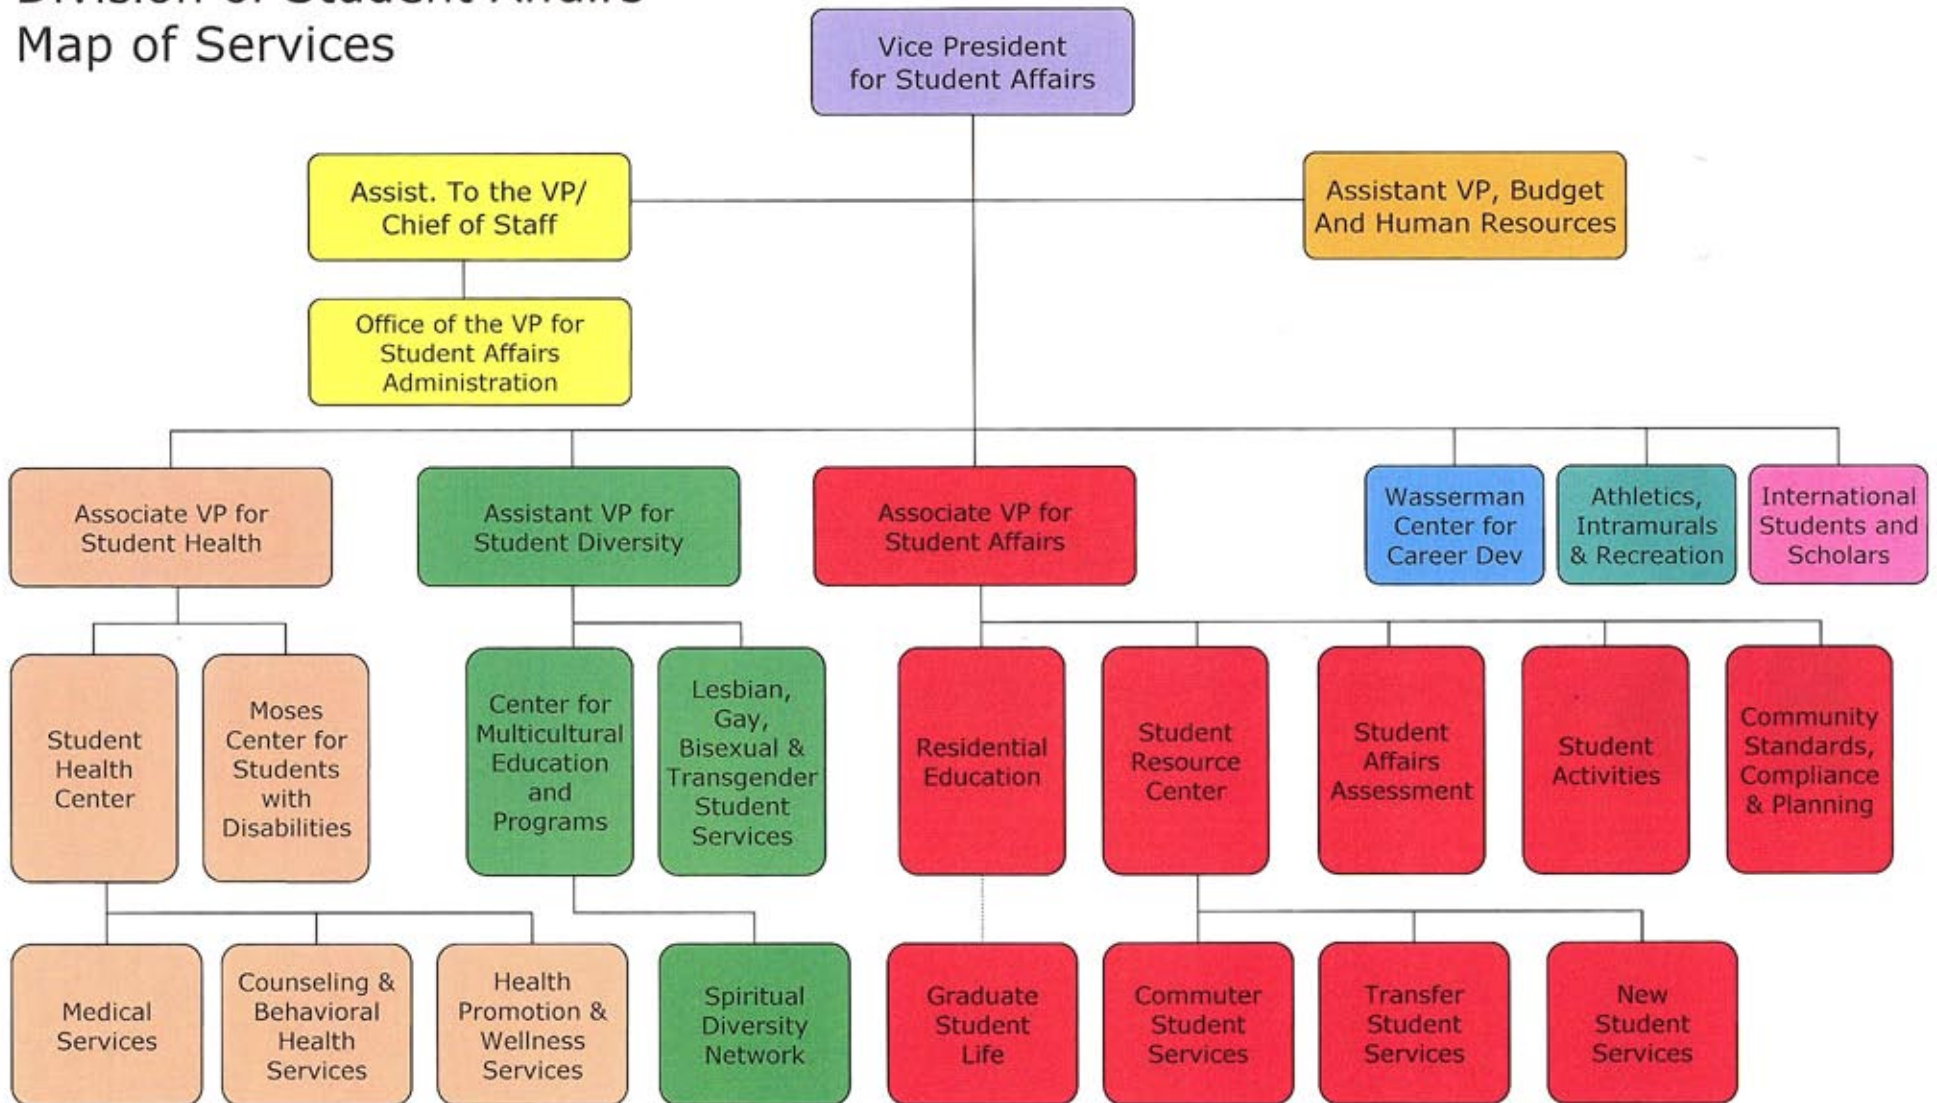 Division of Student Affairs
Map of Services
Vice President
for Student Affairs
Assist. To the VP/
Chief of Staff
Assistant VP, Budget
And Human Resources
Office of the VP for
Student Affairs
Administration
Associate VP for
Student Health
Assistant VP for
Student Diversity
Associate VP for
Student Affairs
Wasserman
Center for
Career Dev
Athletics,
Intramurals
& Recreation
International
Students and
Scholars
Student
Health
Center
Moses
Center for
Students
with
Disabilities
Center for
Multicultural
Education
and
Programs
Lesbian,
Gay,
Bisexual &
Transgender
Student
Services
Residential
Education
Student
Resource
Center
Student
Affairs
Assessment
Student
Activities
Community
Standards,
Compliance
& Planning
Medical
Services
Counseling &
Behavioral
Health
Services
Health
Promotion &
Wellness
Services
Spiritual
Diversity
Network
Graduate
Student
Life
Commuter
Student
Services
Transfer
Student
Services
New
Student
Services